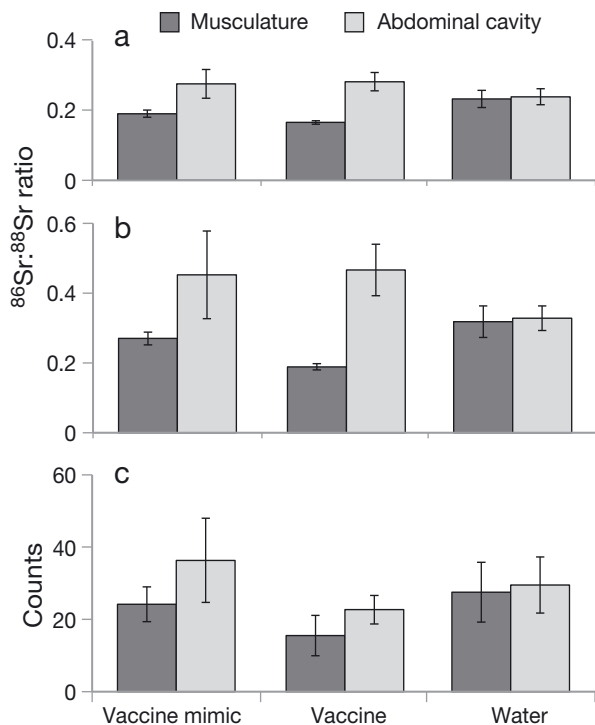 Musculature Abdominal cavity
a
0.4
0.2
0
⁸⁶Sr:⁸⁸Sr ratio
b
0.6
0.4
0.2
0
c
60
40
20
0
Counts
Vaccine mimic Vaccine Water